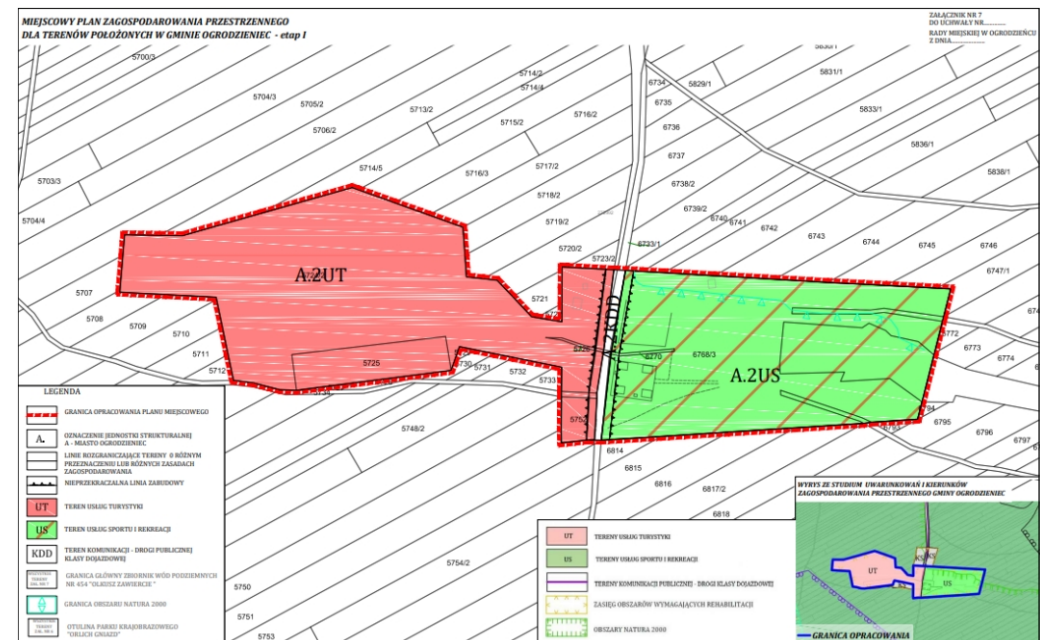 MIEJSCOWY PLAN ZAGOSPODAROWANIA PRZESTRZENNEGO
DLA TERENÓW POŁOŻONYCH W GMINIE OGRODZIENIEC - etap I
ZAŁĄCZNIK NR 7
DO UCHWAŁY NR..........
RADY MIEJSKIEJ W OGRODZIEŃCU
Z DNIA..............
5700/3
5714/2
5714/4
6734
5829/1
5830/1
5831/1
5704/3
5705/2
5713/2
5716/2
6735
5833/1
5706/2
5715/2
6736
5836/1
5714/5
5716/3
5717/2
6737
5838/1
5703/3
5718/2
6738/2
5704/4
5719/2
6739/2
6740
6741
6742
6743
6744
6745
6746
5720/2
5723/2
6723/1
6747/1
A.2UT
5707
5721
KDD
5708
5709
5710
5711
5712
5725
5730
5731
5732
5733
5734
6770
6768/3
A.2US
6772
6773
6774
6793
6794
6795
6796
6797
5748/2
6814
6815
6816
6817/2
6818
5754/2
5750
5751
5753
LEGENDA
GRANICA OPRACOWANIA PLANU MIEJSCOWEGO
A.
OZNACZENIE JEDNOSTKI STRUKTURALNEJ
A - MIASTO OGRODZIENIEC
LINIE ROZGRANICZAJĄCE TERENY O RÓŻNYM
PRZEZNACZENIU LUB RÓŻNYCH ZASADACH
ZAGOSPODAROWANIA
NIEPRZEKRACZALNA LINIA ZABUDOWY
UT
TEREN USŁUG TURYSTYKI
US
TEREN USŁUG SPORTU I REKREACJI
KDD
TEREN KOMUNIKACJI - DROGI PUBLICZNEJ
KLASY DOJAZDOWEJ
GRANICA GŁÓWNY ZBIORNIK WÓD PODZIEMNYCH
NR 454 "OLKUSZ ZAWIERCIE "
GRANICA OBSZARU NATURA 2000
OTULINA PARKU KRAJOBRAZOWEGO
"ORLICH GNIAZD"
UT
TERENY USŁUG TURYSTYKI
US
TERENY USŁUG SPORTU I REKREACJI
TERENY KOMUNIKACJI PUBLICZNEJ - DROGI KLASY DOJAZDOWEJ
ZASIĘG OBSZARÓW WYMAGAJĄCYCH REHABILITACJI
OBSZARY NATURA 2000
WYRYS ZE STUDIUM UWARUNKOWAŃ I KIERUNKÓW
ZAGOSPODAROWANIA PRZESTRZENNEGO GMINY OGRODZIENIEC
KS
KS
UT
US
KS
GRANICA OPRACOWANIA